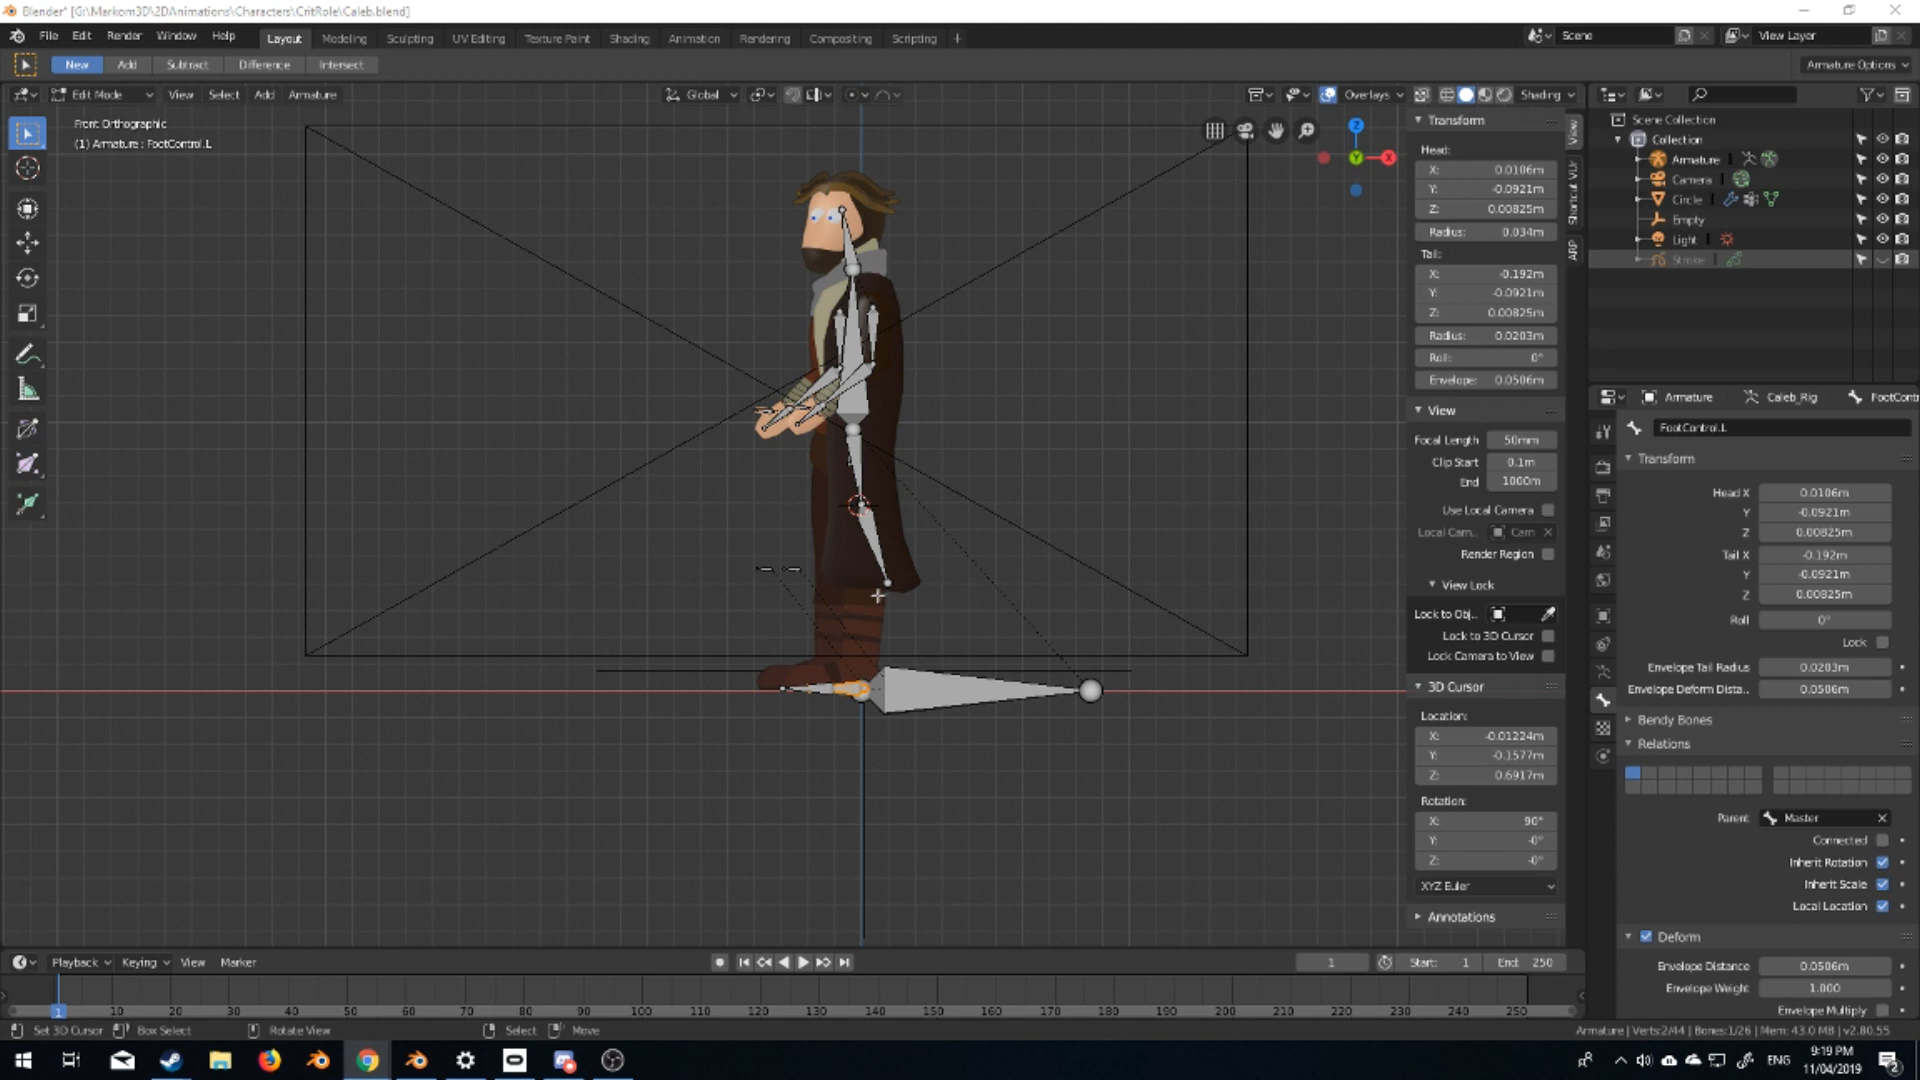 Blender* [G:\Markom3D\2DAnimations\Characters\CritRole\Caleb.blend]
File Edit Render Window Help Layout Modeling Sculpting UV Editing Texture Paint Shading Animation Rendering Compositing Scripting + Scene View Layer
New Add Subtract Difference Intersect Armature Options
Edit Mode View Select Add Armature Global Overlays Shading
Front Orthographic
(1) Armature : FootControl.L
Z
Y X
Transform
Head:
X: 0.0106m
Y: -0.0921m
Z: 0.00825m
Radius: 0.034m
Tail:
X: -0.192m
Y: -0.0921m
Z: 0.00825m
Radius: 0.0203m
Roll: 0°
Envelope: 0.0506m
View
Focal Length 50mm
Clip Start 0.1m
End 1000m
Use Local Camera
Local Cam.. Cam
Render Region
View Lock
Lock to Obj..
Lock to 3D Cursor
Lock Camera to View
3D Cursor
Location:
X: -0.01224m
Y: -0.1577m
Z: 0.6917m
Rotation:
X: 90°
Y: -0°
Z: -0°
XYZ Euler
Annotations
View
Shortcut VUr
ARP
Scene Collection
Collection
Armature
Camera
Circle
Empty
Light
Stroke
Armature Caleb_Rig FootContr
FootControl.L
Transform
Head X 0.0106m
Y -0.0921m
Z 0.00825m
Tail X -0.192m
Y -0.0921m
Z 0.00825m
Roll 0°
Lock
Envelope Tail Radius 0.0203m
Envelope Deform Dista.. 0.0506m
Bendy Bones
Relations
Parent Master
Connected
Inherit Rotation
Inherit Scale
Local Location
Deform
Envelope Distance 0.0506m
Envelope Weight 1.000
Envelope Multiply
Playback Keying View Marker 1 Start: 1 End: 250
1 10 20 30 40 50 60 70 80 90 100 110 120 130 140 150 160 170 180 190 200 210 220 230 240 250
Set 3D Cursor Box Select Rotate View Select Move Armature | Verts:2/44 | Bones:1/26 | Mem: 43.0 MB | v2.80.55
ENG 9:19 PM
11/04/2019
2